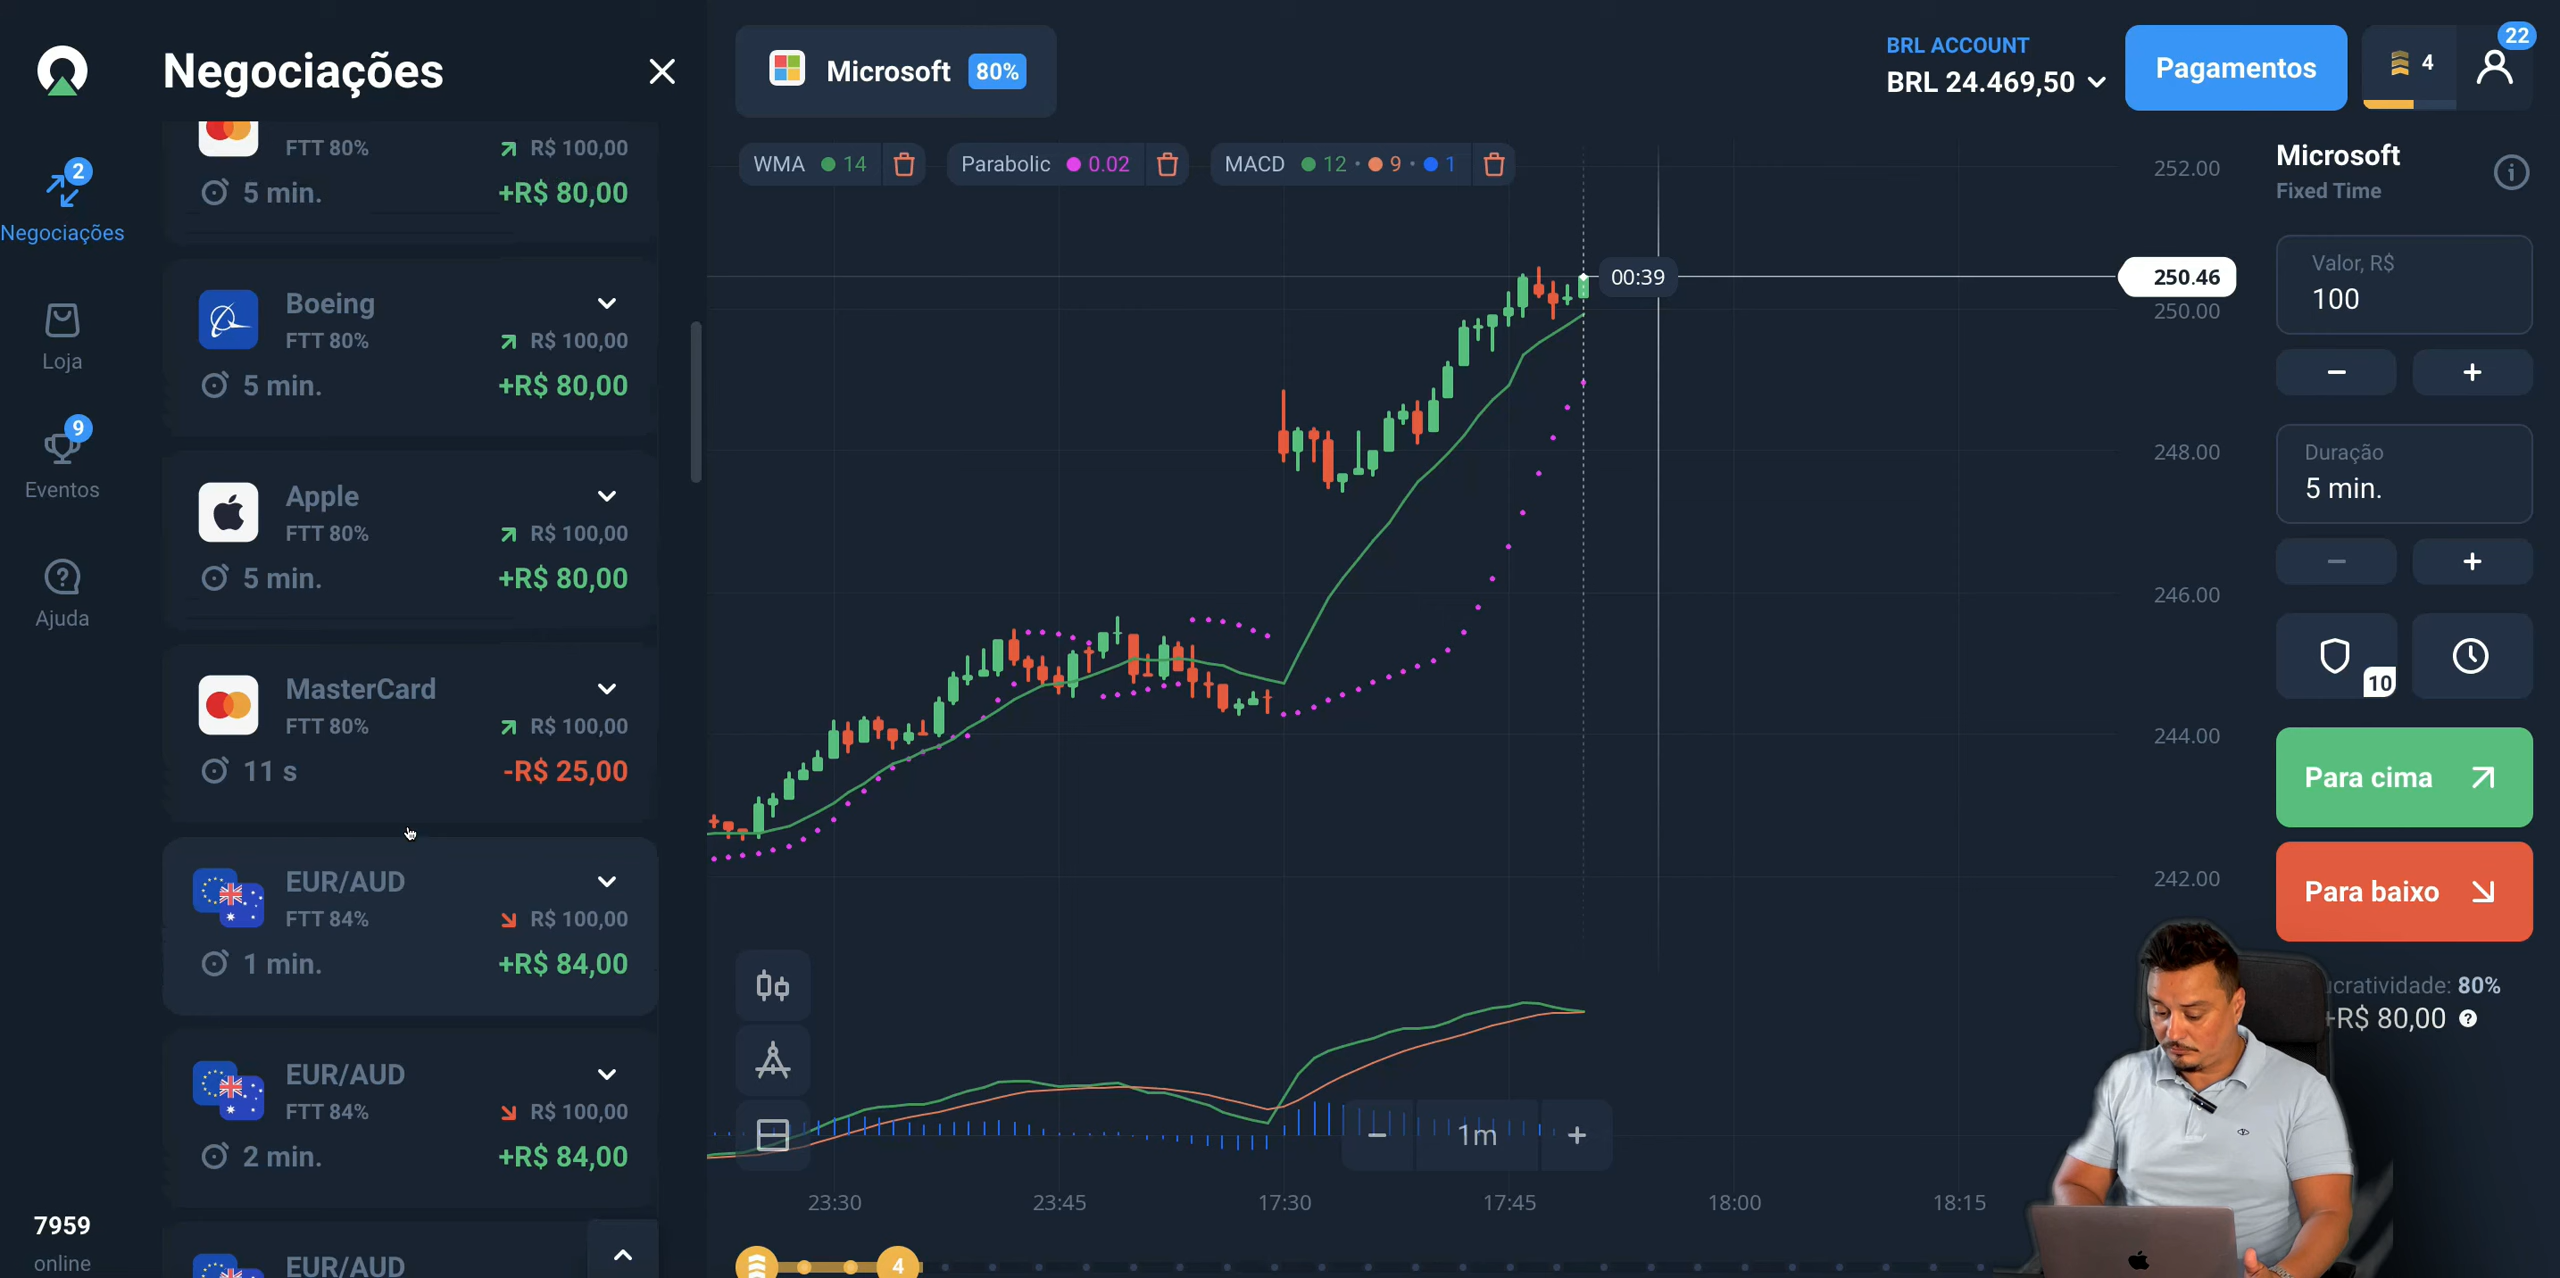 Negociações
FTT 80%
R$ 100,00
5 min.
+R$ 80,00
Boeing
FTT 80%
R$ 100,00
5 min.
+R$ 80,00
Apple
FTT 80%
R$ 100,00
5 min.
+R$ 80,00
MasterCard
FTT 80%
R$ 100,00
11 s
-R$ 25,00
EUR/AUD
FTT 84%
R$ 100,00
1 min.
+R$ 84,00
EUR/AUD
FTT 84%
R$ 100,00
2 min.
+R$ 84,00
EUR/AUD
2
Negociações
Loja
9
Eventos
Ajuda
7959
online
Microsoft 80%
WMA 14
Parabolic 0.02
MACD 12 • 9 • 1
00:39
252.00
250.46
250.00
248.00
246.00
244.00
242.00
1m
23:30
23:45
17:30
17:45
18:00
18:15
4
BRL ACCOUNT
BRL 24.469,50
Pagamentos
4
22
Microsoft
Fixed Time
Valor, R$
100
Duração
5 min.
10
Para cima
Para baixo
ucratividade: 80%
+R$ 80,00